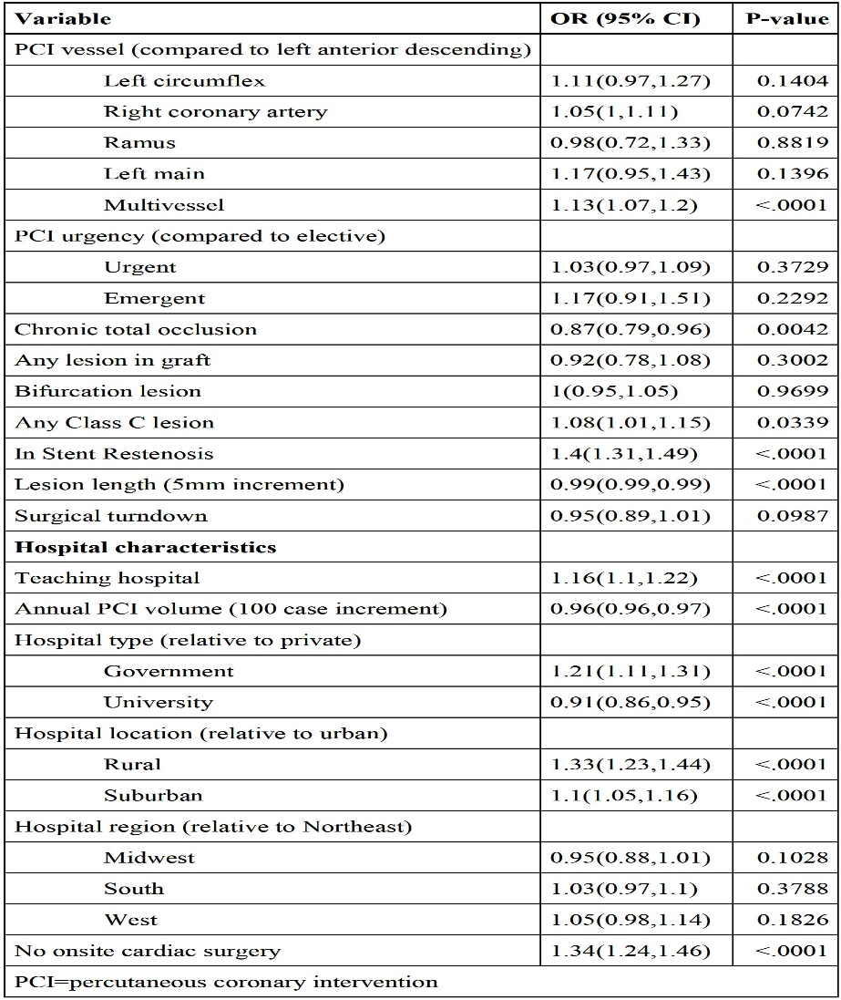 Variable OR (95% CI) P-value
PCI vessel (compared to left anterior descending)
Left circumflex 1.11(0.97,1.27) 0.1404
Right coronary artery 1.05(1,1.11) 0.0742
Ramus 0.98(0.72,1.33) 0.8819
Left main 1.17(0.95,1.43) 0.1396
Multivessel 1.13(1.07,1.2) <.0001
PCI urgency (compared to elective)
Urgent 1.03(0.97,1.09) 0.3729
Emergent 1.17(0.91,1.51) 0.2292
Chronic total occlusion 0.87(0.79,0.96) 0.0042
Any lesion in graft 0.92(0.78,1.08) 0.3002
Bifurcation lesion 1(0.95,1.05) 0.9699
Any Class C lesion 1.08(1.01,1.15) 0.0339
In Stent Restenosis 1.4(1.31,1.49) <.0001
Lesion length (5mm increment) 0.99(0.99,0.99) <.0001
Surgical turndown 0.95(0.89,1.01) 0.0987
Hospital characteristics
Teaching hospital 1.16(1.1,1.22) <.0001
Annual PCI volume (100 case increment) 0.96(0.96,0.97) <.0001
Hospital type (relative to private)
Government 1.21(1.11,1.31) <.0001
University 0.91(0.86,0.95) <.0001
Hospital location (relative to urban)
Rural 1.33(1.23,1.44) <.0001
Suburban 1.1(1.05,1.16) <.0001
Hospital region (relative to Northeast)
Midwest 0.95(0.88,1.01) 0.1028
South 1.03(0.97,1.1) 0.3788
West 1.05(0.98,1.14) 0.1826
No onsite cardiac surgery 1.34(1.24,1.46) <.0001
PCI=percutaneous coronary intervention